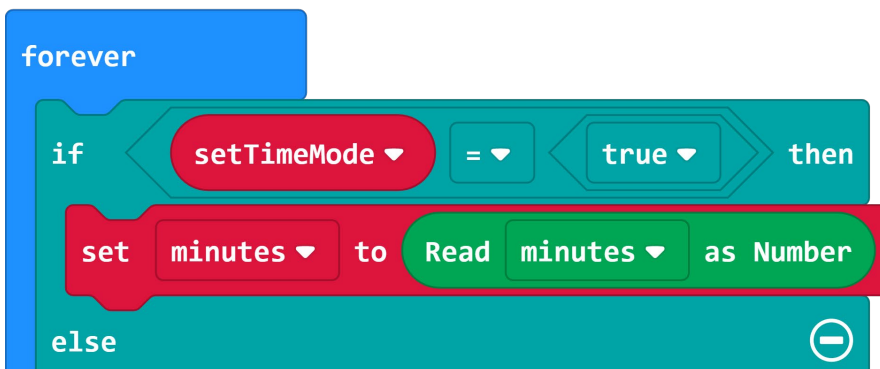 forever
if setTimeMode = true then
set minutes to Read minutes as Number
else